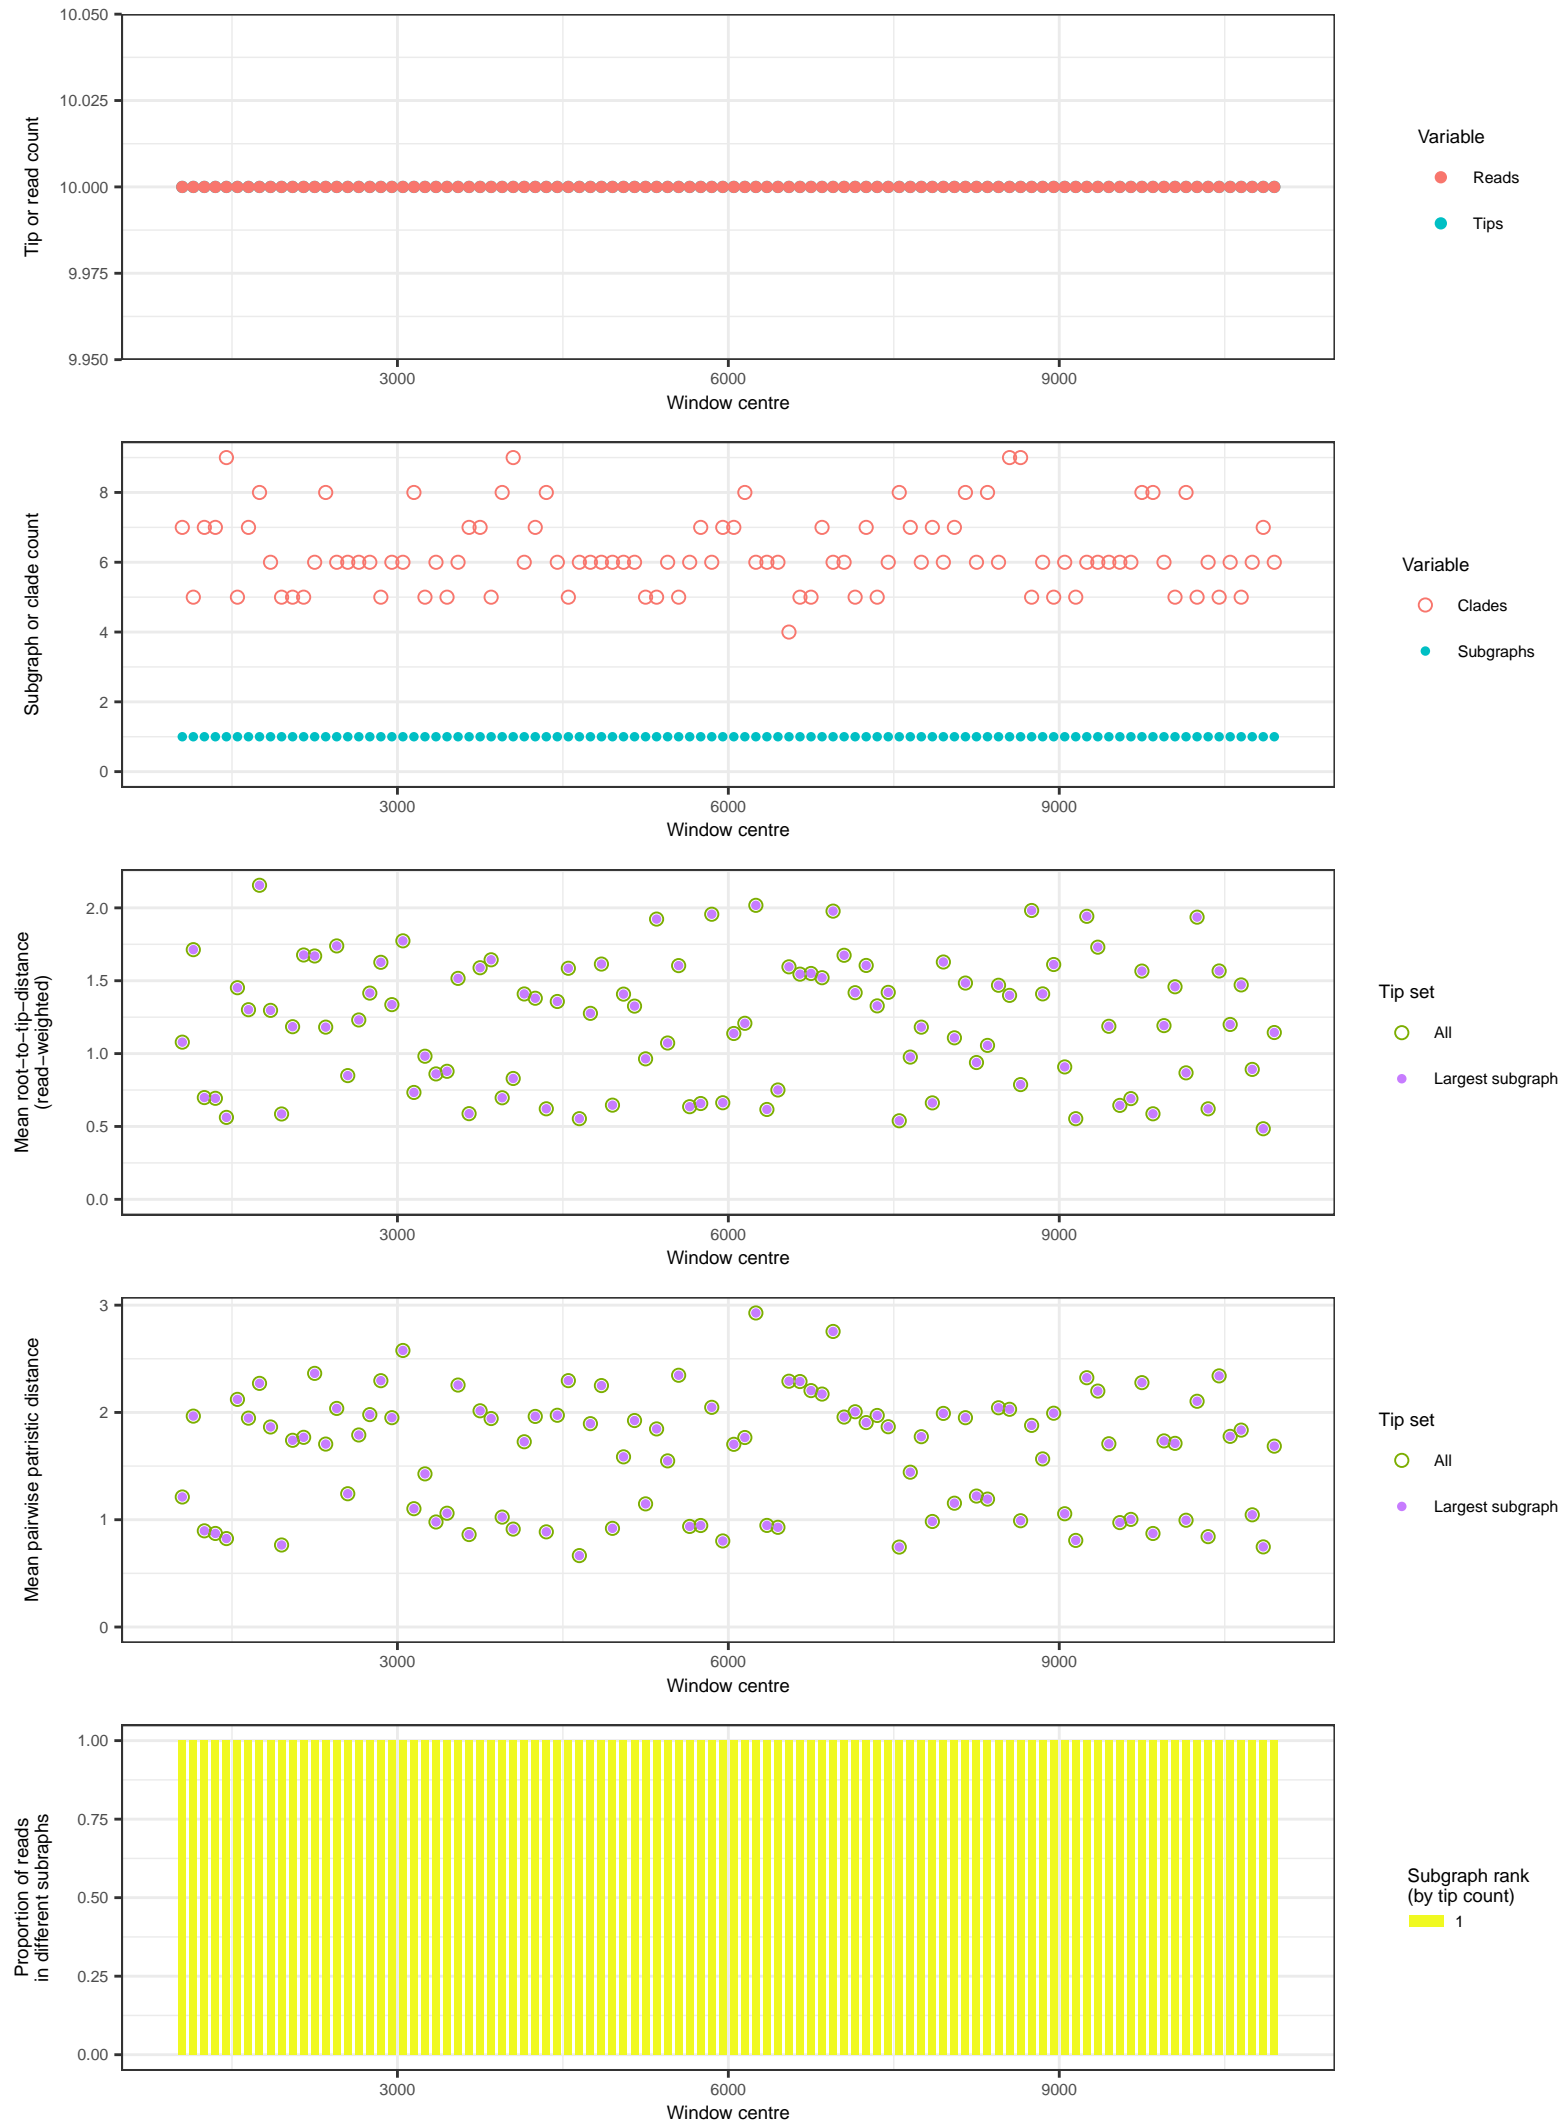 10.050
10.025
10.000
9.975
9.950
Tip or read count
3000 6000 9000
Window centre
Variable
Reads
Tips
8
6
4
2
0
Subgraph or clade count
3000 6000 9000
Window centre
Variable
Clades
Subgraphs
2.0
1.5
1.0
0.5
0.0
Mean root−to−tip−distance
(read−weighted)
3000 6000 9000
Window centre
Tip set
All
Largest subgraph
3
2
1
0
Mean pairwise patristic distance
3000 6000 9000
Window centre
Tip set
All
Largest subgraph
1.00
0.75
0.50
0.25
0.00
Proportion of reads
in different subraphs
3000 6000 9000
Window centre
Subgraph rank
(by tip count)
1